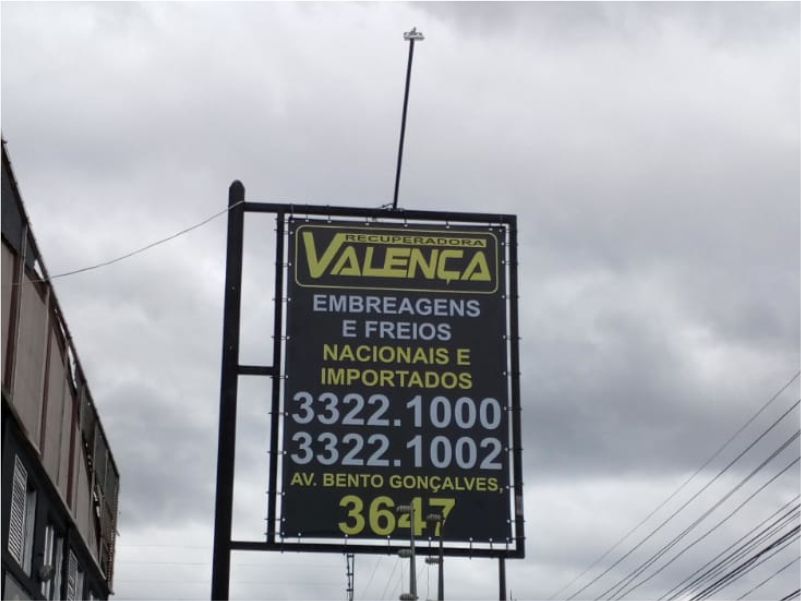 RECUPERADORA
VALENÇA
EMBREAGENS
E FREIOS
NACIONAIS E
IMPORTADOS
3322.1000
3322.1002
AV. BENTO GONÇALVES,
3647